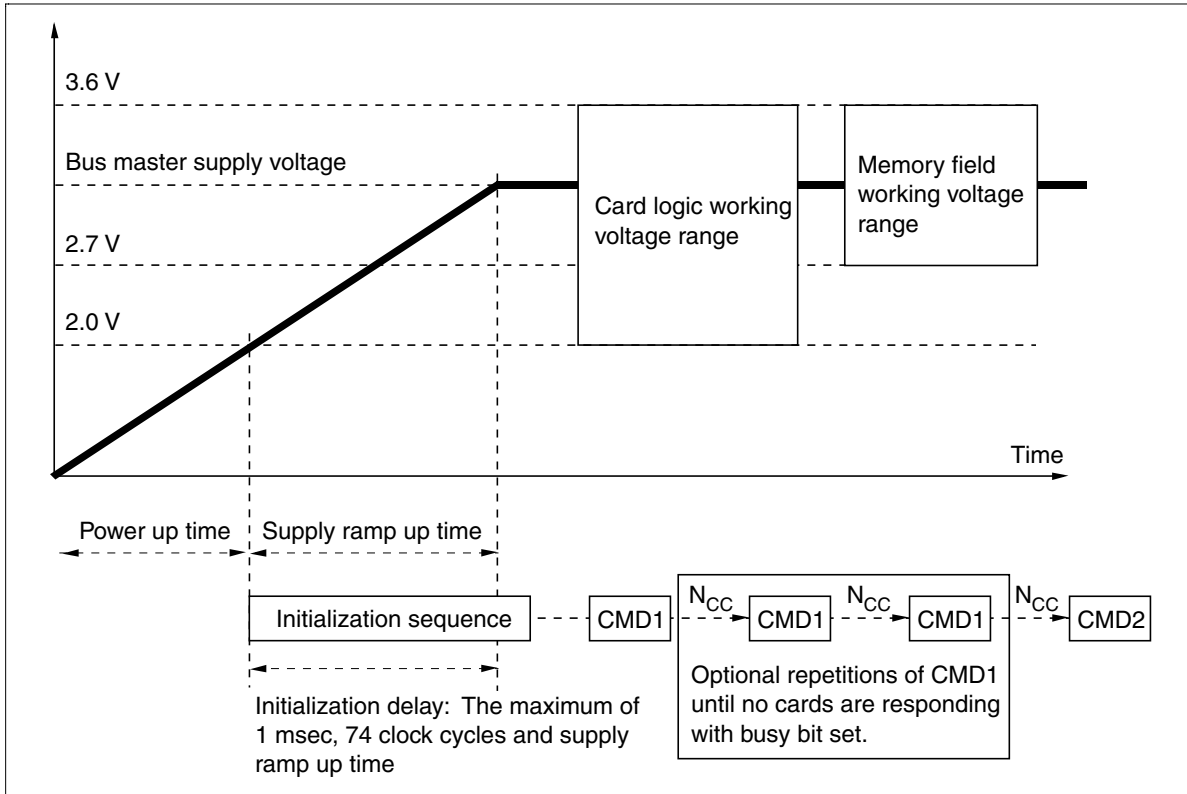 3.6 V
Bus master supply voltage
2.7 V
2.0 V
Card logic working
voltage range
Memory field
working voltage
range
Time
Power up time
Supply ramp up time
Initialization sequence
CMD1
NCC
CMD1
NCC
CMD1
NCC
CMD2
Optional repetitions of CMD1
until no cards are responding
with busy bit set.
Initialization delay: The maximum of
1 msec, 74 clock cycles and supply
ramp up time